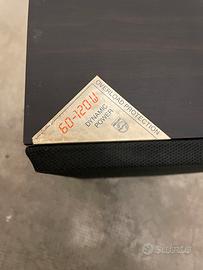 OVERLOAD PROTECTION
60-120W
DYNAMIC
POWER
SUBITO